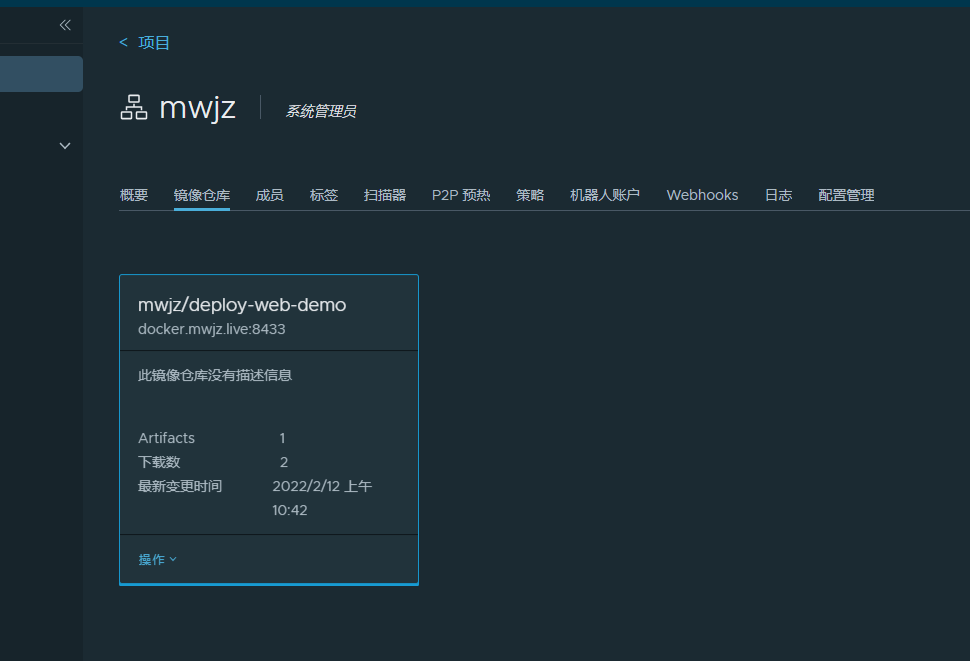 < 项目
mwjz 系统管理员
概要 镜像仓库 成员 标签 扫描器 P2P 预热 策略 机器人账户 Webhooks 日志 配置管理
mwjz/deploy-web-demo
docker.mwjz.live:8433
此镜像仓库没有描述信息
Artifacts 1
下载数 2
最新变更时间 2022/2/12 上午
10:42
操作